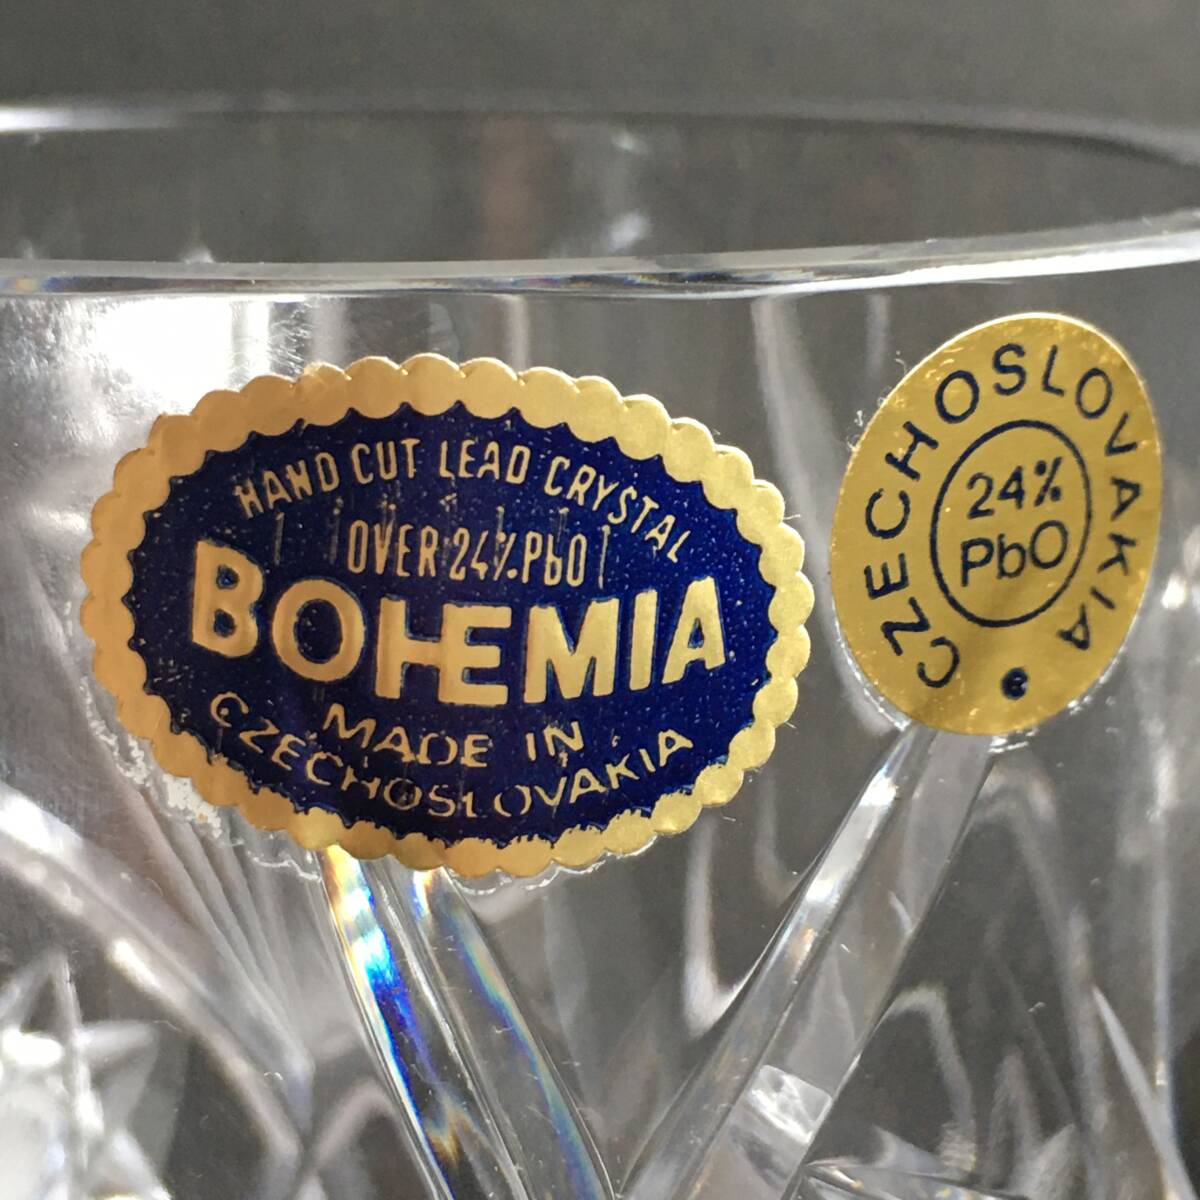 HAND CUT LEAD CRYSTAL
OVER 24% PbO
BOHEMIA
MADE IN
CZECHOSLOVAKIA
CZECHOSLOVAKIA
24%
PbO